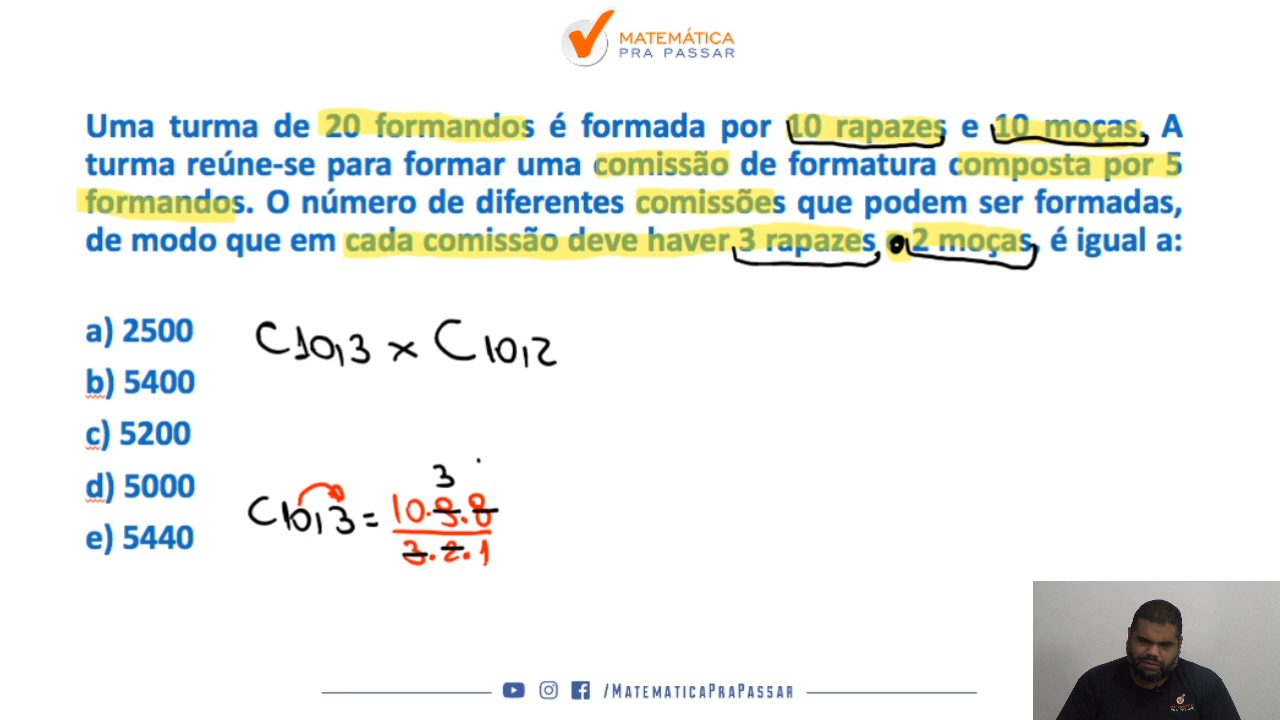 MATEMÁTICA
PRA PASSAR
Uma turma de 20 formandos é formada por 10 rapazes e 10 moças. A
turma reúne-se para formar uma comissão de formatura composta por 5
formandos. O número de diferentes comissões que podem ser formadas,
de modo que em cada comissão deve haver 3 rapazes 2 moças, é igual a:
a) 2500
b) 5400
c) 5200
d) 5000
e) 5440
C10,3 × C10,2
3
C10,3 = 10.9.8
3.2.1
/MATEMATICAPRAPASSAR
MATEMÁTICA